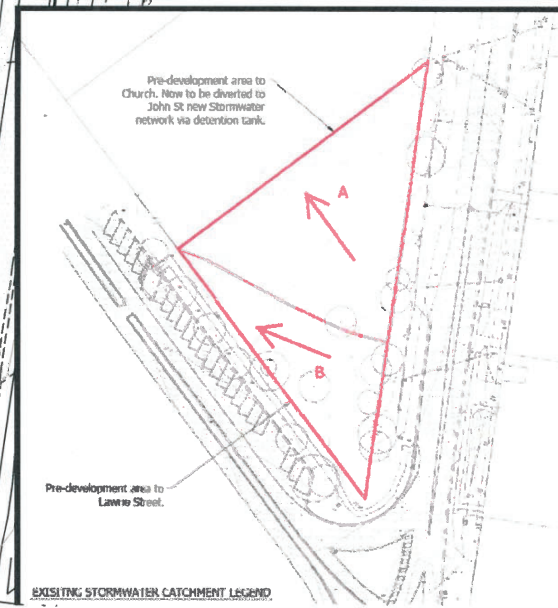 Pre-development area to
Church. Now to be diverted to
John St new Stormwater
network via detention tank.
A
B
Pre-development area to
Lawne Street.
EXISITNG STORMWATER CATCHMENT LEGEND